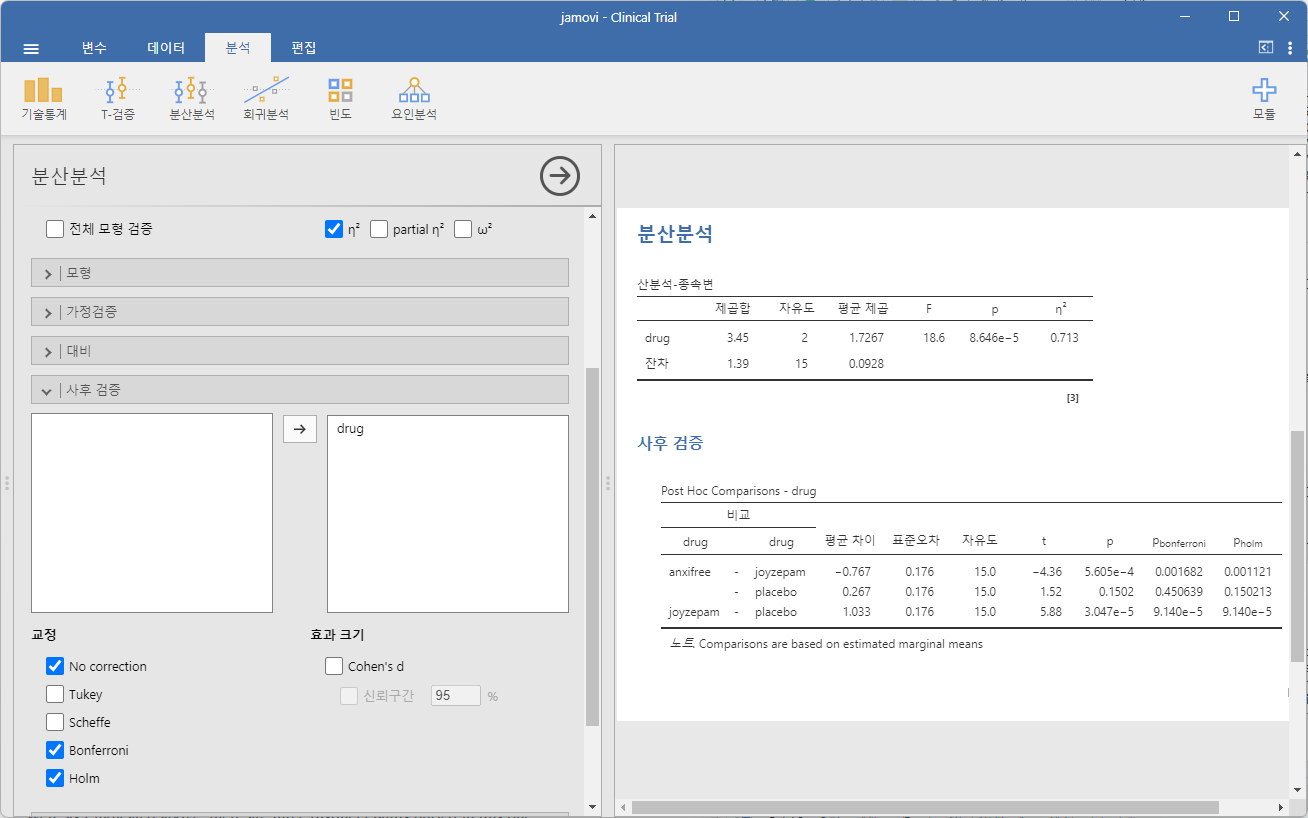 jamovi - Clinical Trial
변수 데이터 분석 편집
기술통계 T-검증 분산분석 회귀분석 빈도 요인분석 모듈
분산분석
전체 모형 검증 η² partial η² ω²
모형
가정검증
대비
사후 검증
drug
교정 효과 크기
No correction Cohen's d
신뢰구간 95 %
Tukey
Scheffe
Bonferroni
Holm
분산분석
산분석-종속변
제곱합 자유도 평균 제곱 F p η²
drug 3.45 2 1.7267 18.6 8.646e−5 0.713
잔차 1.39 15 0.0928
[3]
사후 검증
Post Hoc Comparisons - drug
비교
drug drug 평균 차이 표준오차 자유도 t p Pbonferroni Pholm
anxifree - joyzepam −0.767 0.176 15.0 −4.36 5.605e−4 0.001682 0.001121
- placebo 0.267 0.176 15.0 1.52 0.1502 0.450639 0.150213
joyzepam - placebo 1.033 0.176 15.0 5.88 3.047e−5 9.140e−5 9.140e−5
노트. Comparisons are based on estimated marginal means